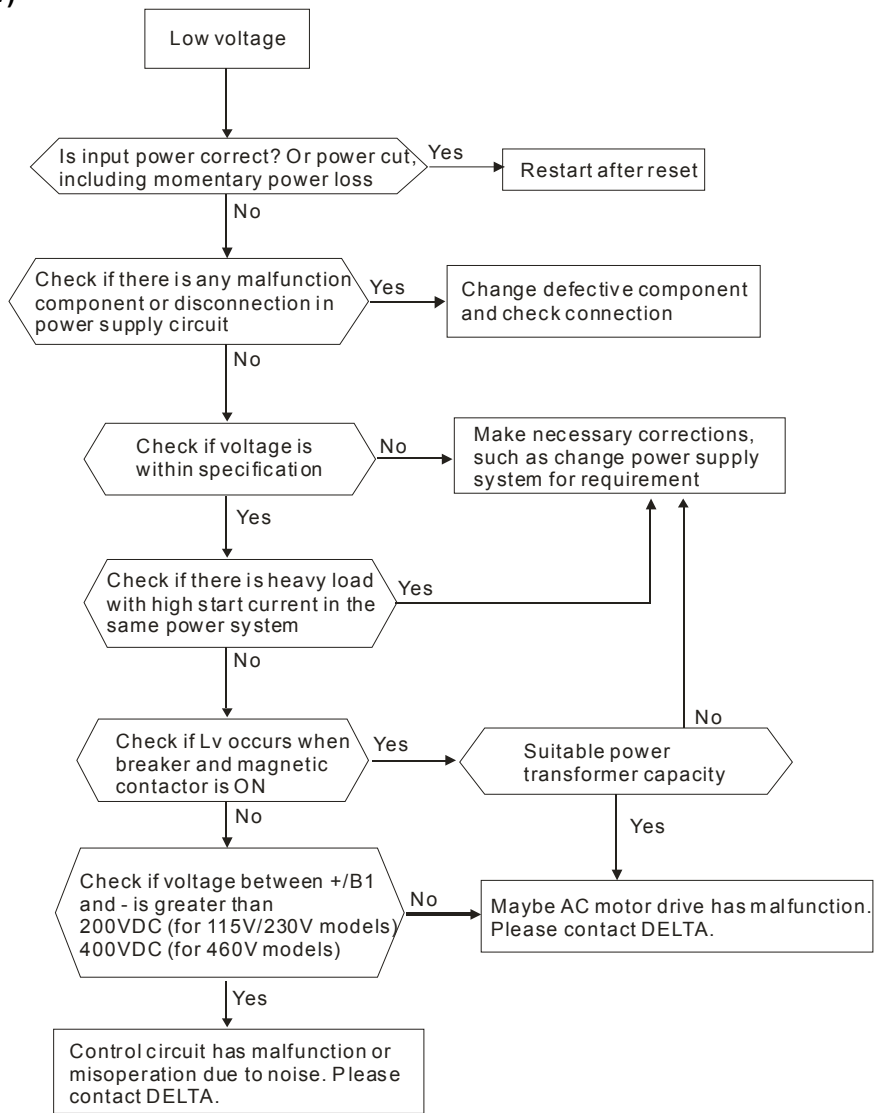 )
Low voltage
Is input power correct? Or power cut,
including momentary power loss
Yes
Restart after reset
No
Check if there is any malfunction
component or disconnection in
power supply circuit
Yes
Change defective component
and check connection
No
Check if voltage is
within specification
No
Make necessary corrections,
such as change power supply
system for requirement
Yes
Check if there is heavy load
with high start current in the
same power system
Yes
No
Check if Lv occurs when
breaker and magnetic
contactor is ON
Yes
Suitable power
transformer capacity
No
No
Yes
Check if voltage between +/B1
and - is greater than
200VDC (for 115V/230V models)
400VDC (for 460V models)
No
Maybe AC motor drive has malfunction.
Please contact DELTA.
Yes
Control circuit has malfunction or
misoperation due to noise. Please
contact DELTA.